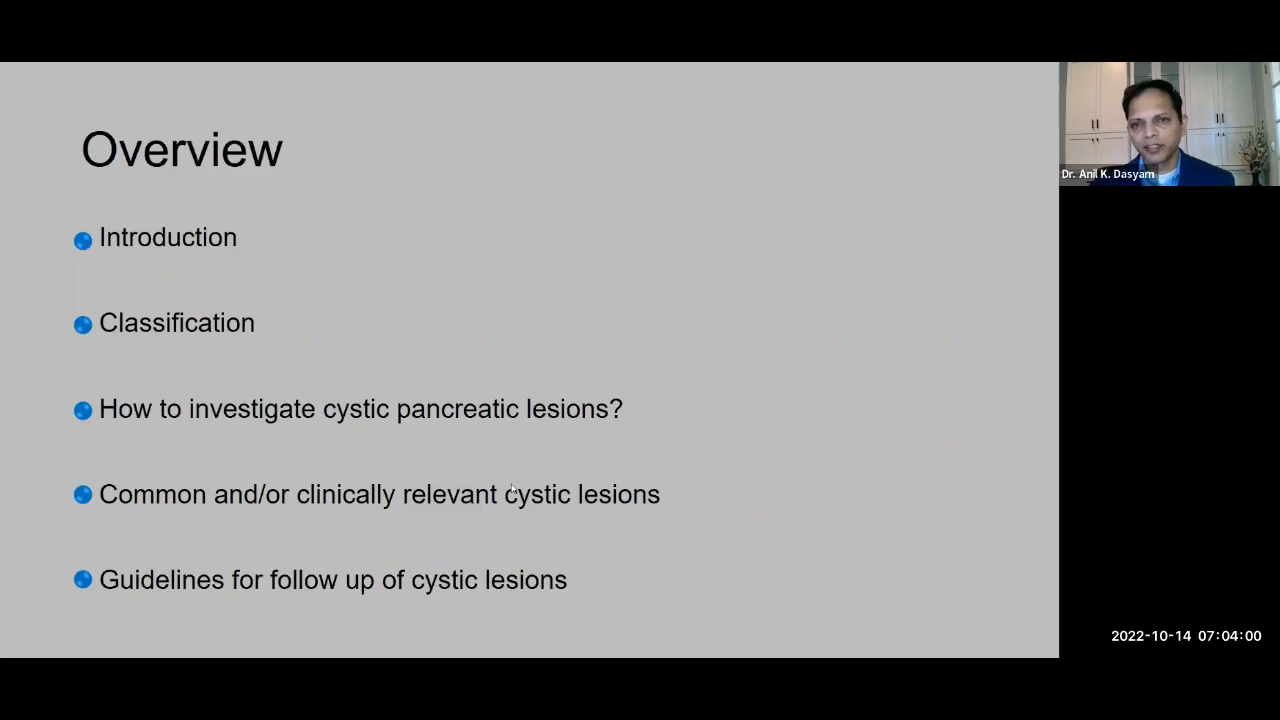 Overview
Introduction
Classification
How to investigate cystic pancreatic lesions?
Common and/or clinically relevant cystic lesions
Guidelines for follow up of cystic lesions
Dr. Anil K. Dasyam
2022-10-14 07:04:00